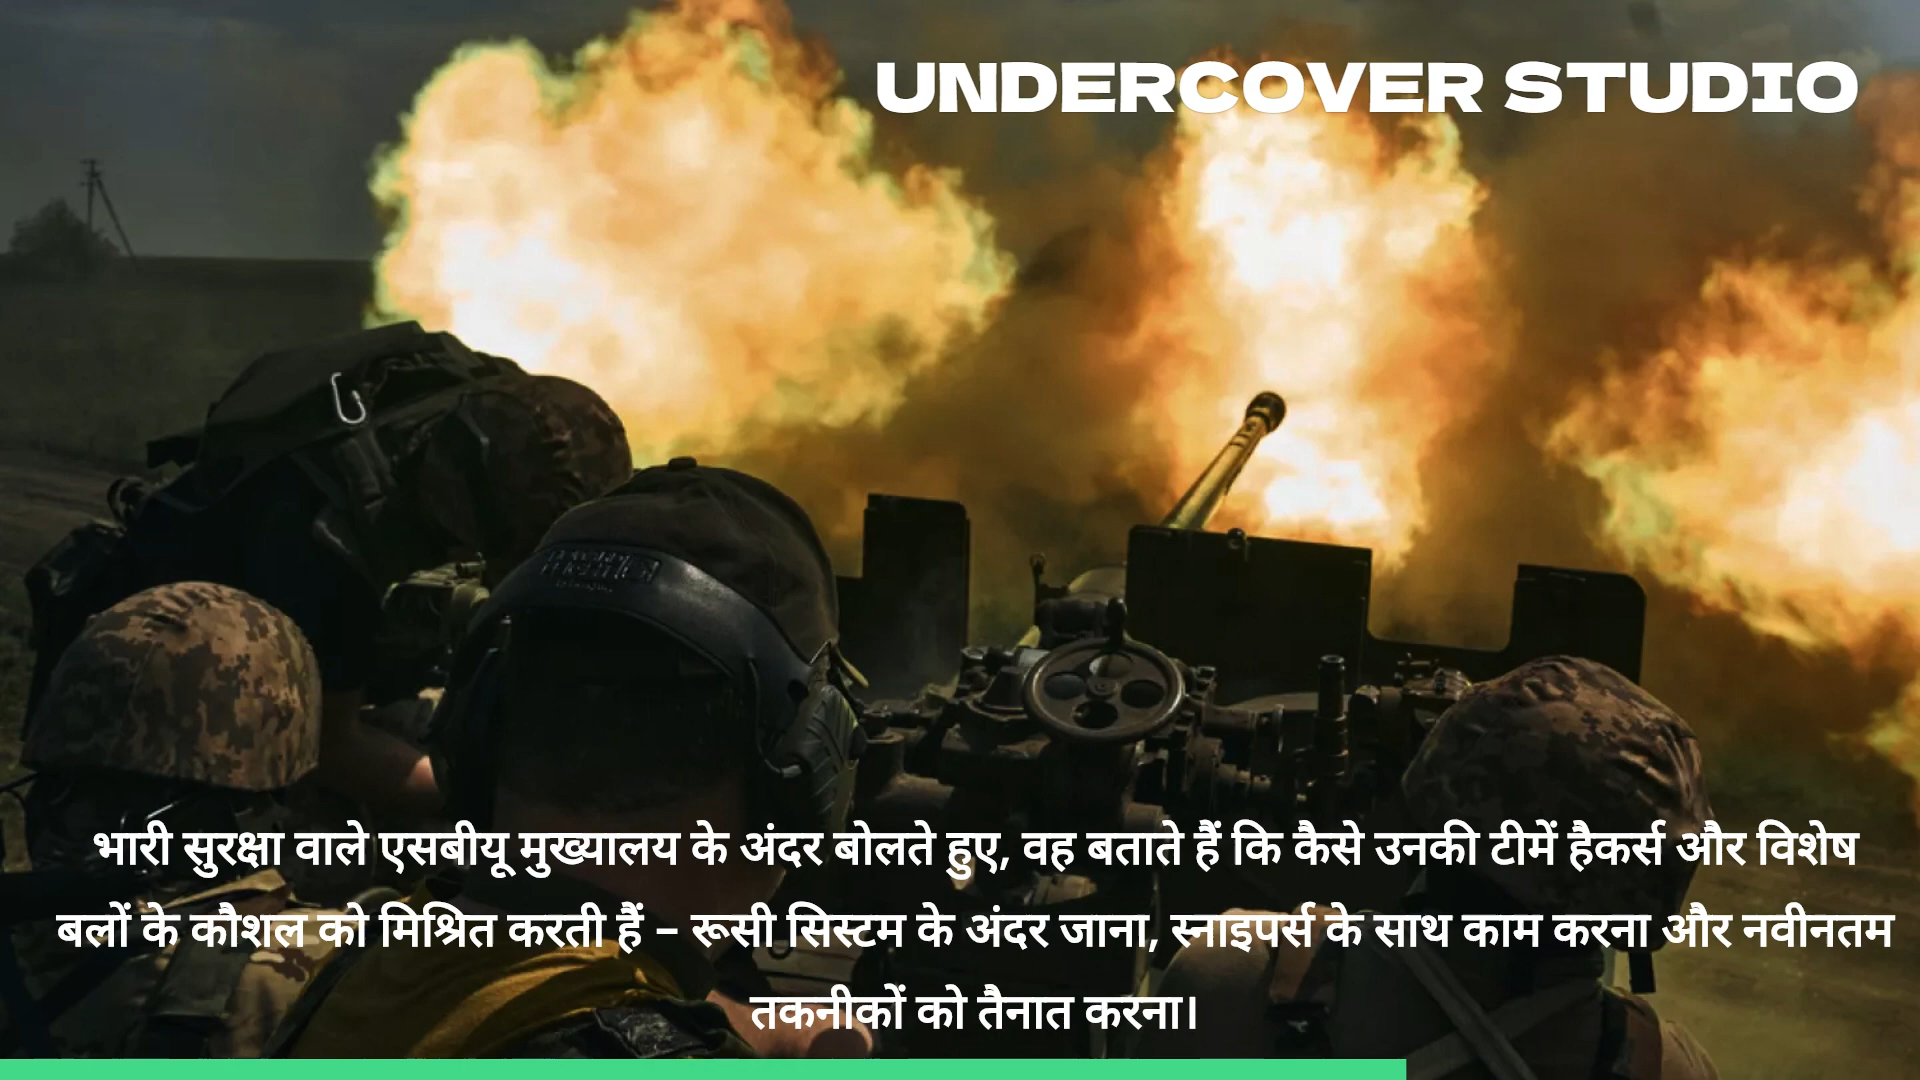 UNDERCOVER STUDIO
भारी सुरक्षा वाले एसबीयू मुख्यालय के अंदर बोलते हुए, वह बताते हैं कि कैसे उनकी टीमें हैकर्स और विशेष
बलों के कौशल को मिश्रित करती हैं – रूसी सिस्टम के अंदर जाना, स्नाइपर्स के साथ काम करना और नवीनतम
तकनीकों को तैनात करना।